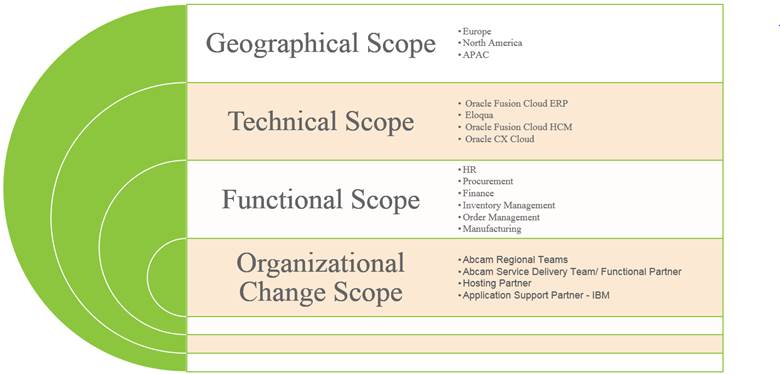 Geographical Scope
• Europe
• North America
• APAC
Technical Scope
• Oracle Fusion Cloud ERP
• Eloqua
• Oracle Fusion Cloud HCM
• Oracle CX Cloud
Functional Scope
• HR
• Procurement
• Finance
• Inventory Management
• Order Management
• Manufacturing
Organizational
Change Scope
• Abcam Regional Teams
• Abcam Service Delivery Team/ Functional Partner
• Hosting Partner
• Application Support Partner - IBM